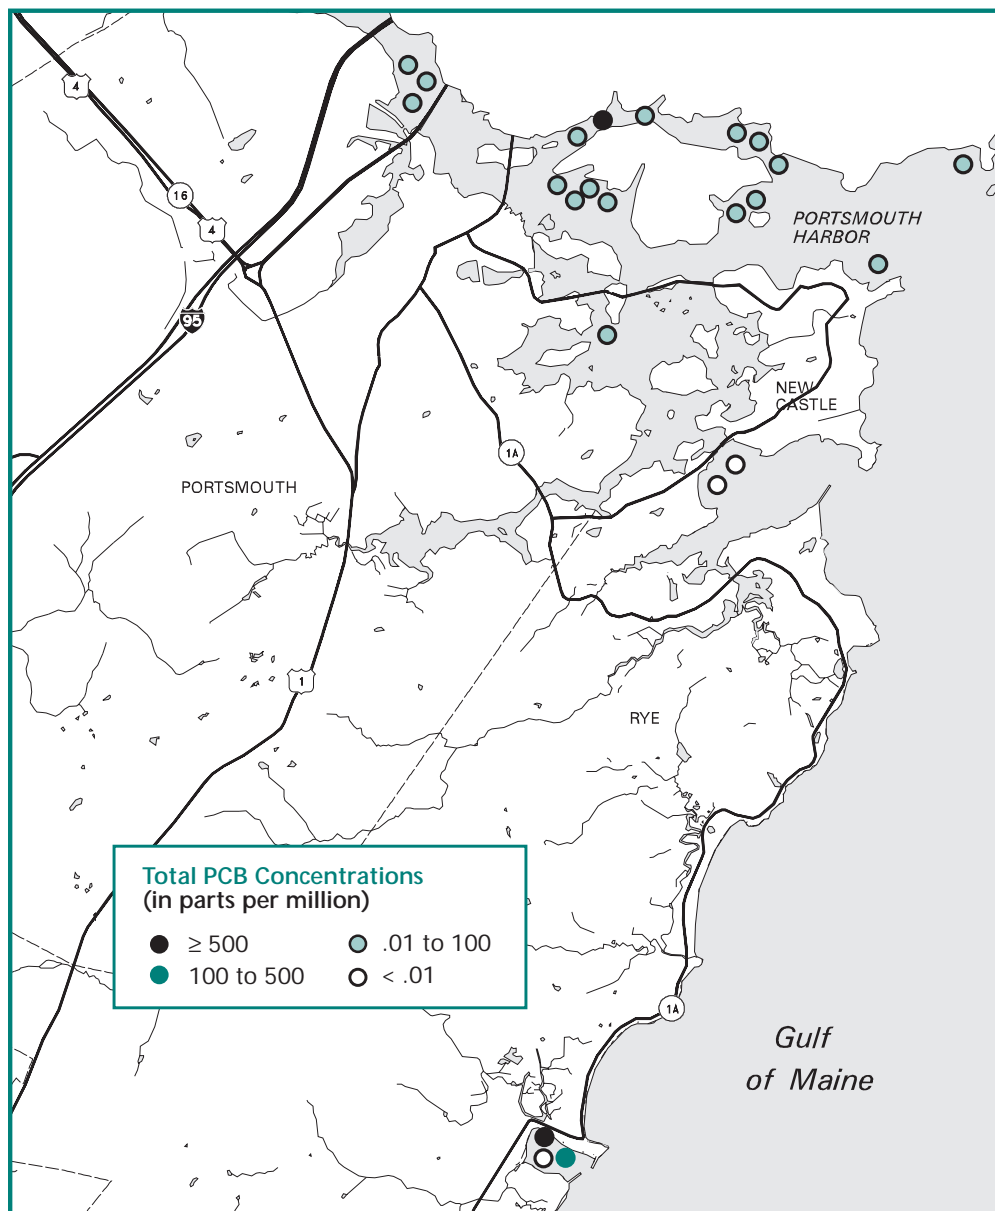 4
16
4
95
PORTSMOUTH
HARBOR
NEW
CASTLE
1A
PORTSMOUTH
1
RYE
Total PCB Concentrations
(in parts per million)
≥ 500
.01 to 100
100 to 500
< .01
1A
Gulf
of Maine